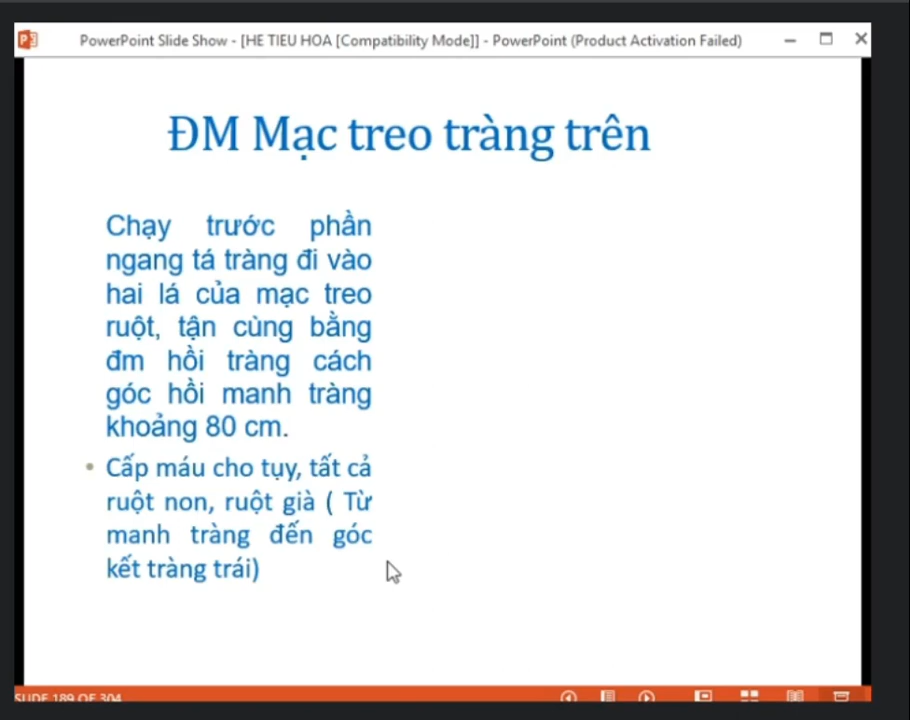 PowerPoint Slide Show - [HE TIEU HOA [Compatibility Mode]] - PowerPoint (Product Activation Failed)
ĐM Mạc treo tràng trên
Chạy trước phần
ngang tá tràng đi vào
hai lá của mạc treo
ruột, tận cùng bằng
đm hồi tràng cách
góc hồi manh tràng
khoảng 80 cm.
• Cấp máu cho tụy, tất cả
ruột non, ruột già ( Từ
manh tràng đến góc
kết tràng trái)
SLIDE 189 OF 304